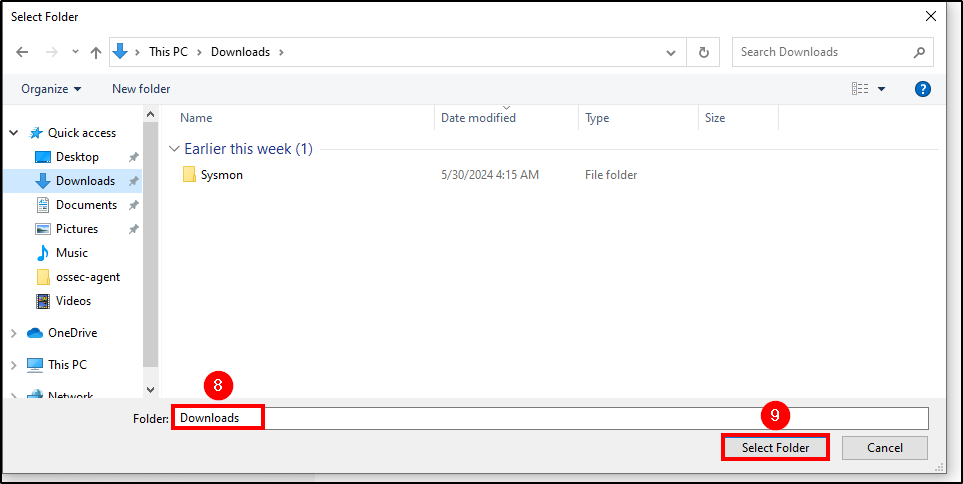 Select Folder
This PC > Downloads >
Search Downloads
Organize
New folder
?
Name
Date modified
Type
Size
Quick access
Desktop
Downloads
Documents
Pictures
Music
ossec-agent
Videos
OneDrive
This PC
Network
Earlier this week (1)
Sysmon
5/30/2024 4:15 AM
File folder
8
Folder: Downloads
9
Select Folder
Cancel